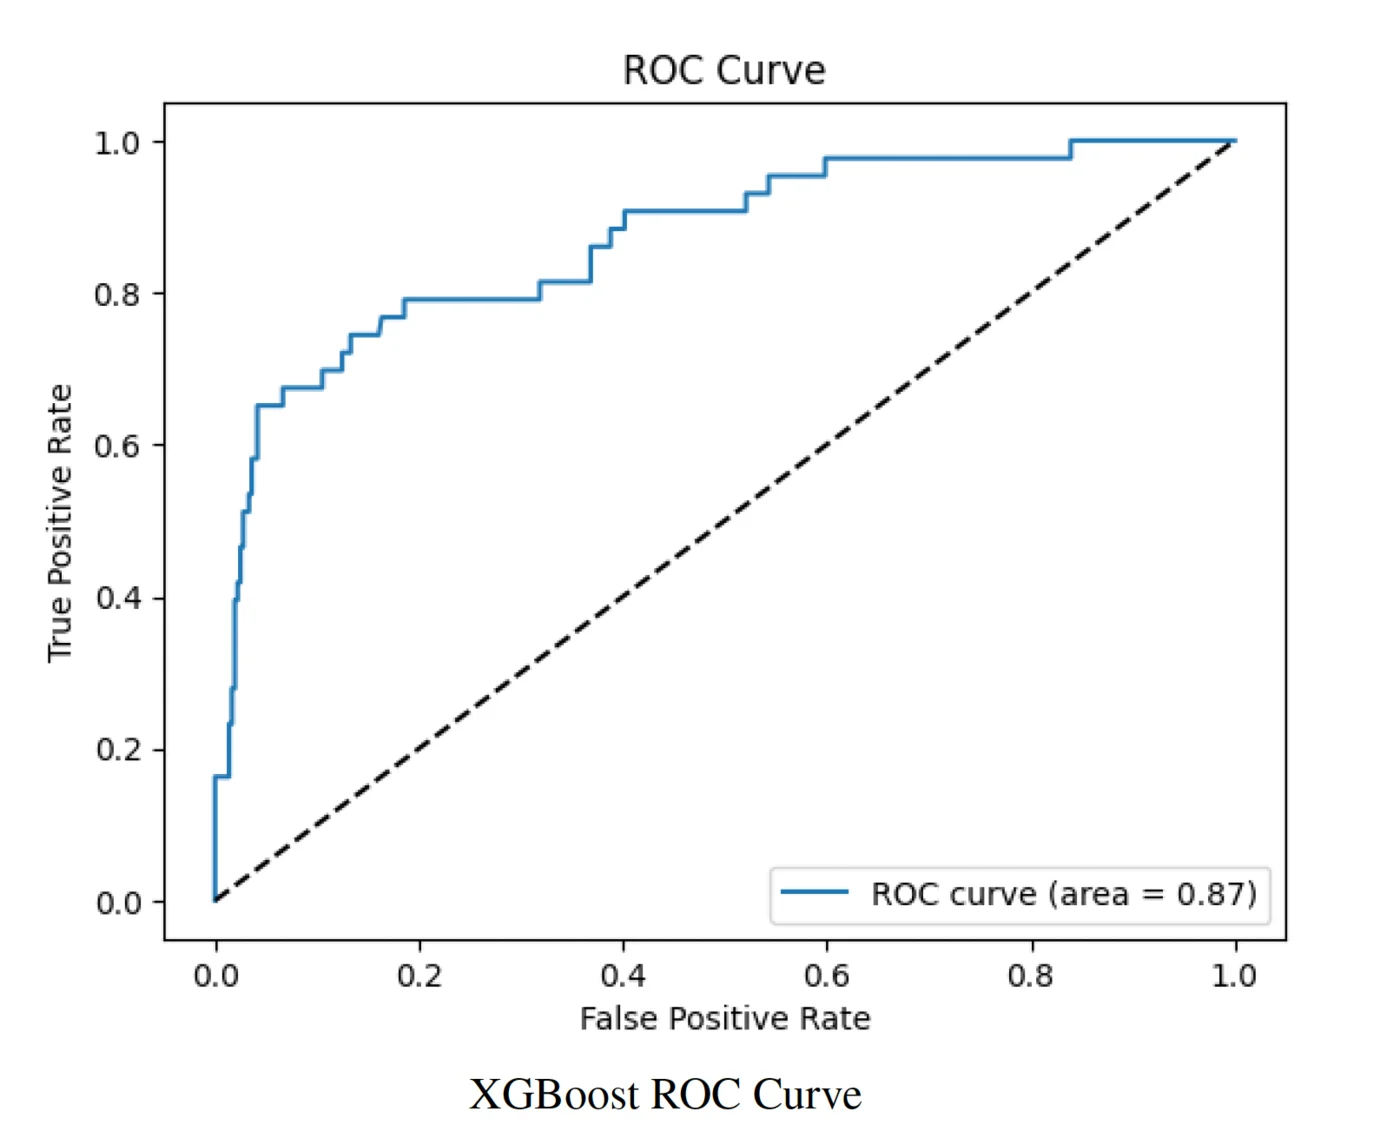 ROC Curve
1.0
0.8
0.6
0.4
0.2
0.0
True Positive Rate
ROC curve (area = 0.87)
0.0 0.2 0.4 0.6 0.8 1.0
False Positive Rate
XGBoost ROC Curve